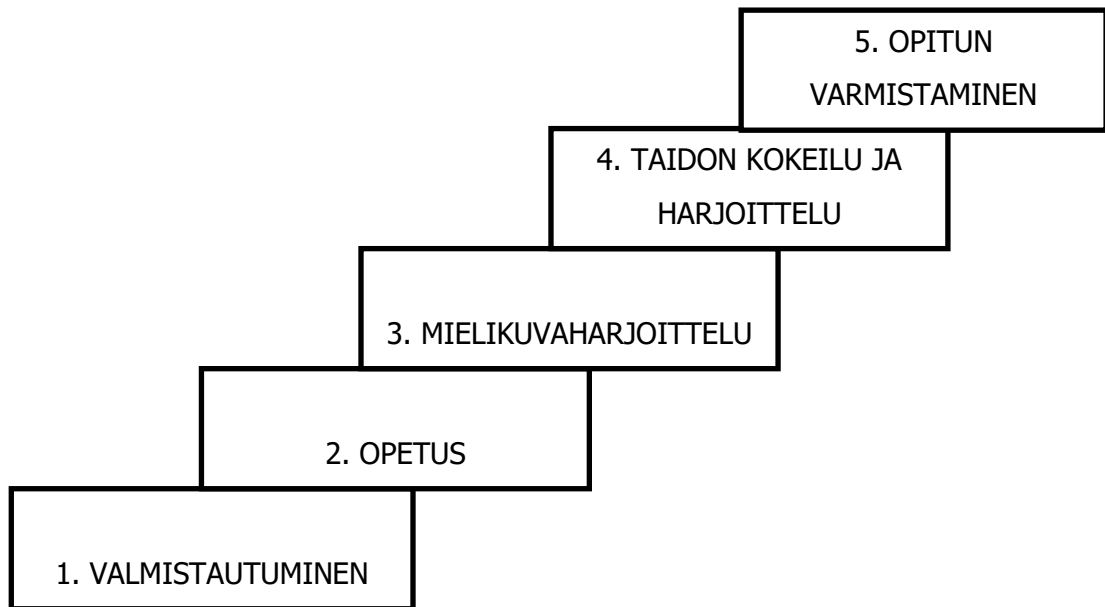 5. OPITUN
VARMISTAMINEN
4. TAIDON KOKEILU JA
HARJOITTELU
3. MIELIKUVAHARJOITTELU
2. OPETUS
1. VALMISTAUTUMINEN